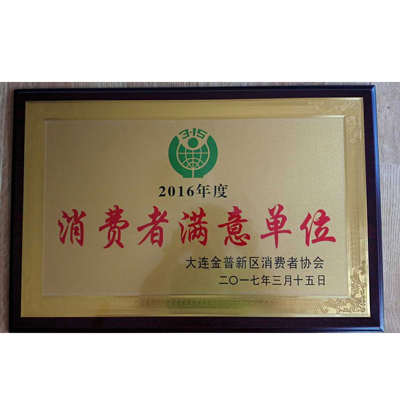 3·15
2016年度
消费者满意单位
大连金普新区消费者协会
二〇一七年三月十五日